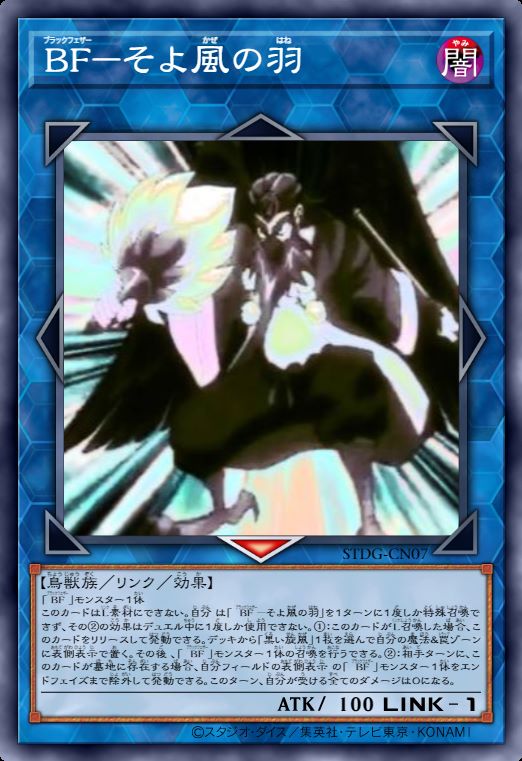 ブラックフェザー かぜ はね
BF－そよ風の羽
やみ
闇
STDG-CN07
【鳥獣族／リンク／効果】
「BF」モンスター1体
このカードはL素材にできない。自分は「BF－そよ風の羽」を1ターンに1度しか特殊召喚で
きず、その②の効果はデュエル中に1度しか使用できない。①：このカードがL召喚した場合、こ
のカードをリリースして発動できる。デッキから「黒い旋風」1枚を選んで自分の魔法&罠ゾーン
に表側表示で置く。その後、「BF」モンスター1体の召喚を行うできる。②：相手ターンに、こ
のカードが墓地に存在する場合、自分フィールドの表側表示の「BF」モンスター1体をエン
ドフェイズまで除外して発動できる。このターン、自分が受ける全てのダメージは0になる。
ATK/ 100 LINK－1
©スタジオ・ダイス／集英社・テレビ東京・KONAMI